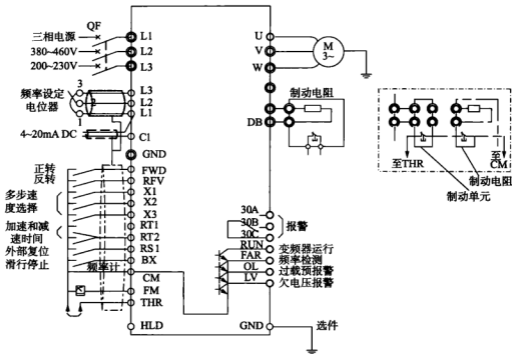 QF
三相电源
380~460V
200~230V
L1
L2
L3
3
2
1
频率设定
电位器
L3
L2
L1
4~20mA DC
C1
GND
正转
反转
多步速
度选择
加速和减
速时间
外部复位
滑行停止
频率计
FWD
RFV
X1
X2
X3
RT1
RT2
RS1
BX
CM
FM
THR
HLD
U
V
W
M
3~
制动电阻
DB
30A
30B
30C
报警
RUN
FAR
OL
LV
变频器运行
频率检测
过载预报警
欠电压报警
GND
选件
至THR
至
CM
制动电阻
制动单元